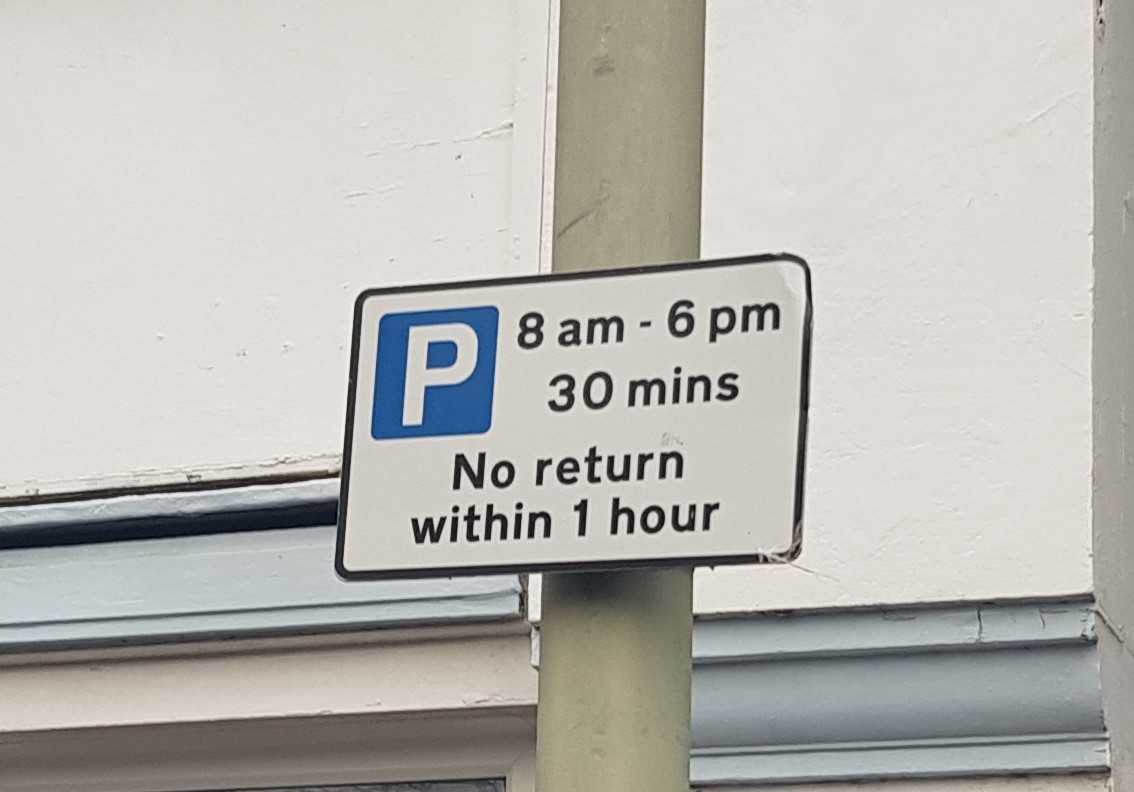 P 8 am - 6 pm
30 mins
No return
within 1 hour